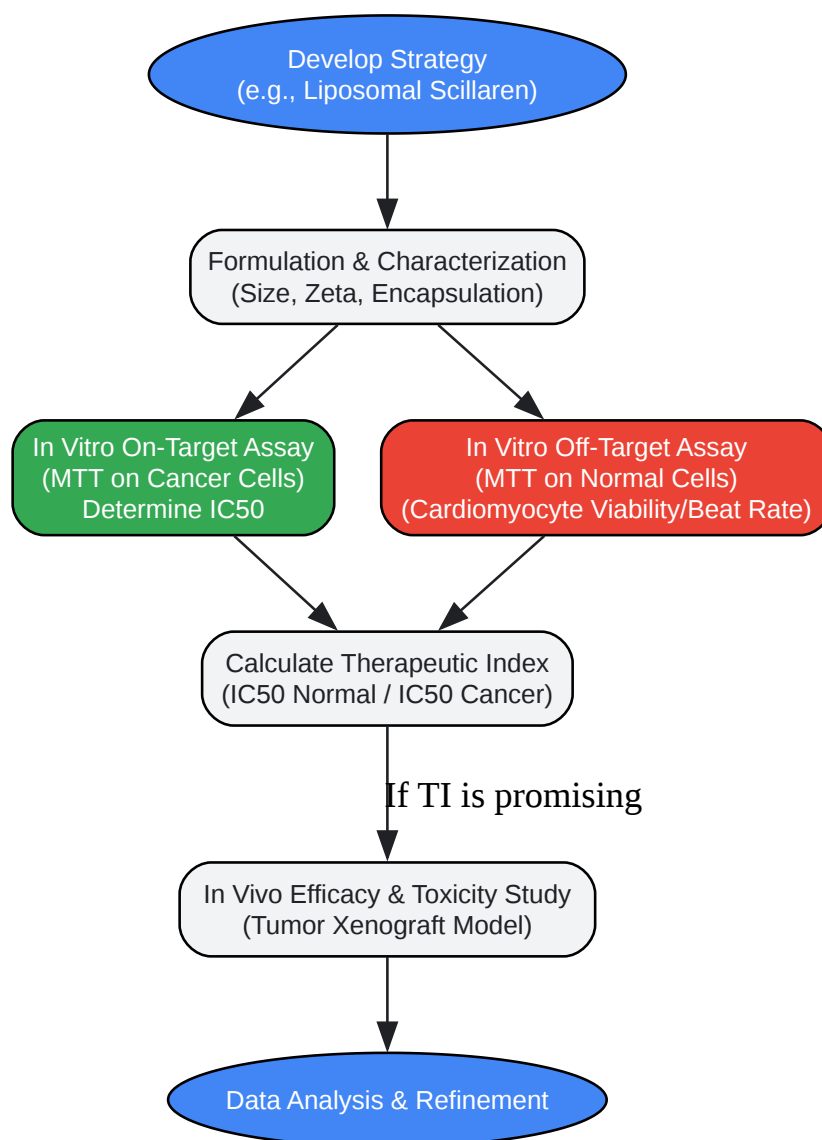 Develop Strategy
(e.g., Liposomal Scillaren)
Formulation & Characterization
(Size, Zeta, Encapsulation)
In Vitro On-Target Assay
(MTT on Cancer Cells)
Determine IC50
In Vitro Off-Target Assay
(MTT on Normal Cells)
(Cardiomyocyte Viability/Beat Rate)
Calculate Therapeutic Index
(IC50 Normal / IC50 Cancer)
If TI is promising
In Vivo Efficacy & Toxicity Study
(Tumor Xenograft Model)
Data Analysis & Refinement